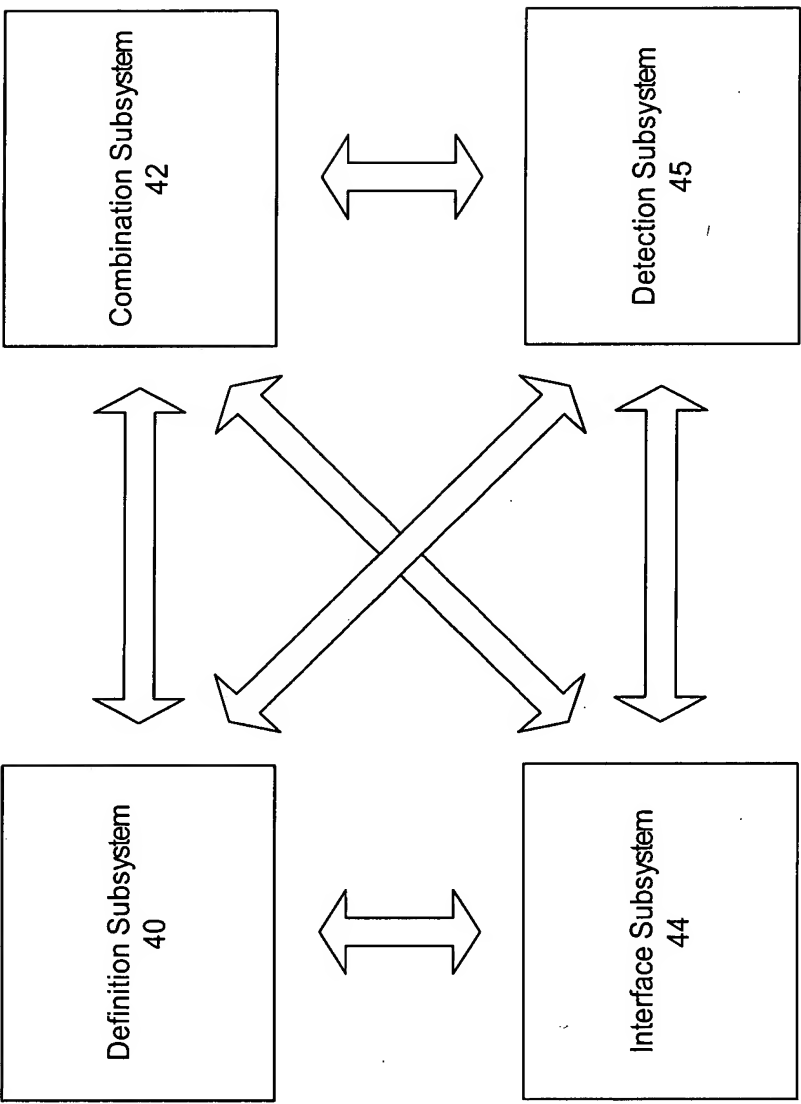 Definition Subsystem
40
Combination Subsystem
42
Interface Subsystem
44
Detection Subsystem
45